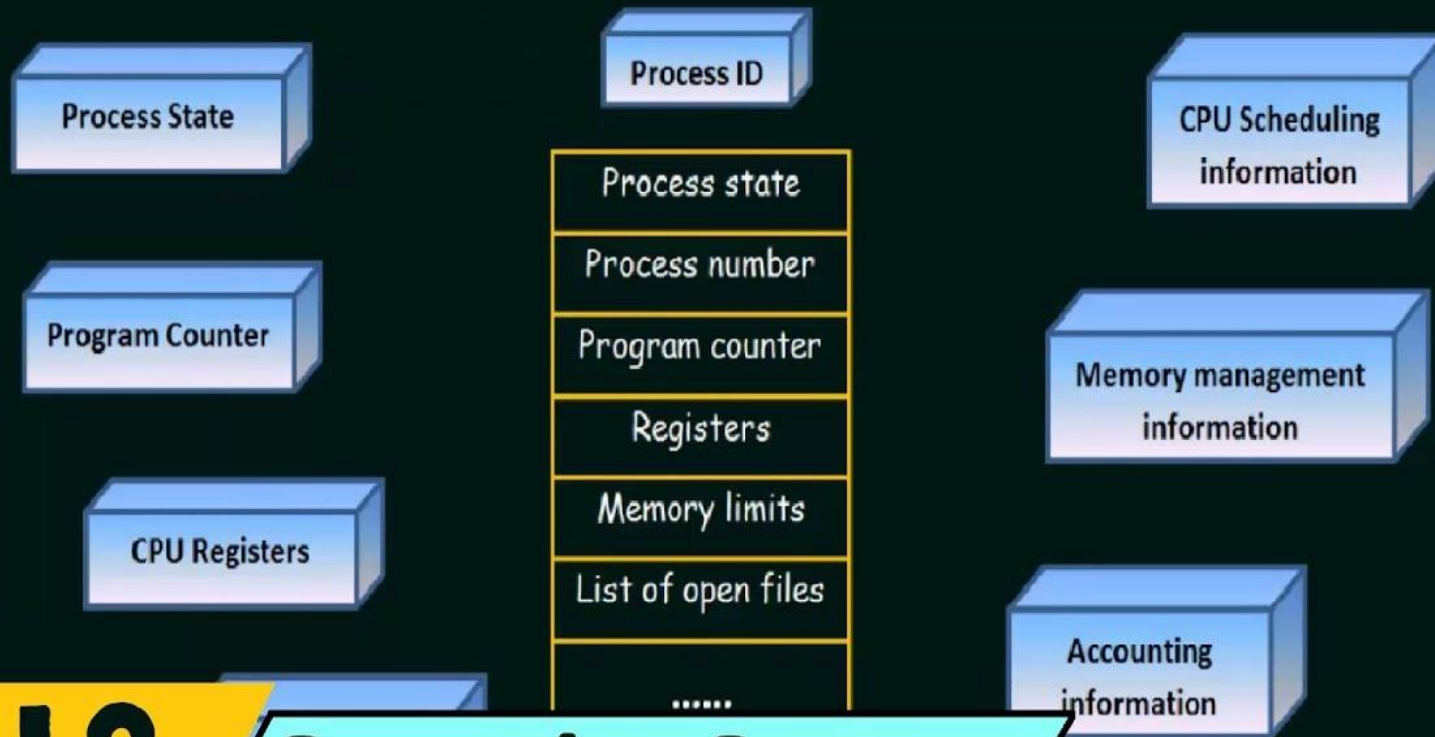 Process ID
Process State
CPU Scheduling
information
Process state
Process number
Program counter
Registers
Memory limits
List of open files
......
Program Counter
Memory management
information
CPU Registers
Accounting
information